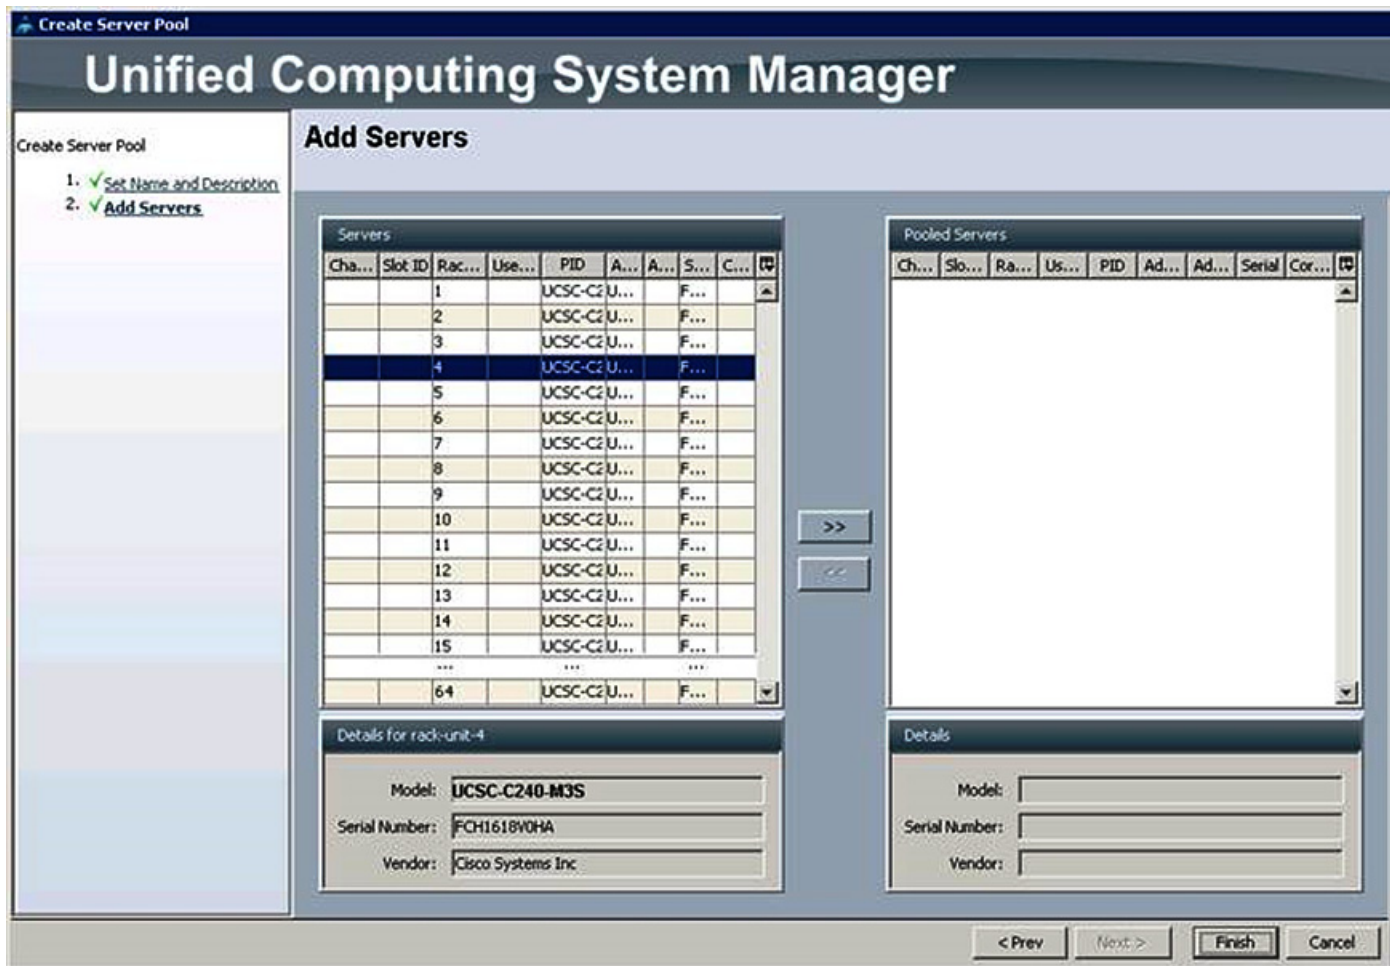 Create Server Pool
Unified Computing System Manager
Create Server Pool
1. Set Name and Description
2. Add Servers
Add Servers
Servers
Cha... Slot ID Rac... Use... PID A... A... S... C...
1 UCSC-C2 U... F...
2 UCSC-C2 U... F...
3 UCSC-C2 U... F...
4 UCSC-C2 U... F...
5 UCSC-C2 U... F...
6 UCSC-C2 U... F...
7 UCSC-C2 U... F...
8 UCSC-C2 U... F...
9 UCSC-C2 U... F...
10 UCSC-C2 U... F...
11 UCSC-C2 U... F...
12 UCSC-C2 U... F...
13 UCSC-C2 U... F...
14 UCSC-C2 U... F...
15 UCSC-C2 U... F...
... ... ...
64 UCSC-C2 U... F...
Details for rack-unit-4
Model: UCSC-C240-M3S
Serial Number: FCH1618V0HA
Vendor: Cisco Systems Inc
>>
<<
Pooled Servers
Ch... Slo... Ra... Us... PID Ad... Ad... Serial Cor...
Details
Model:
Serial Number:
Vendor:
< Prev Next > Finish Cancel